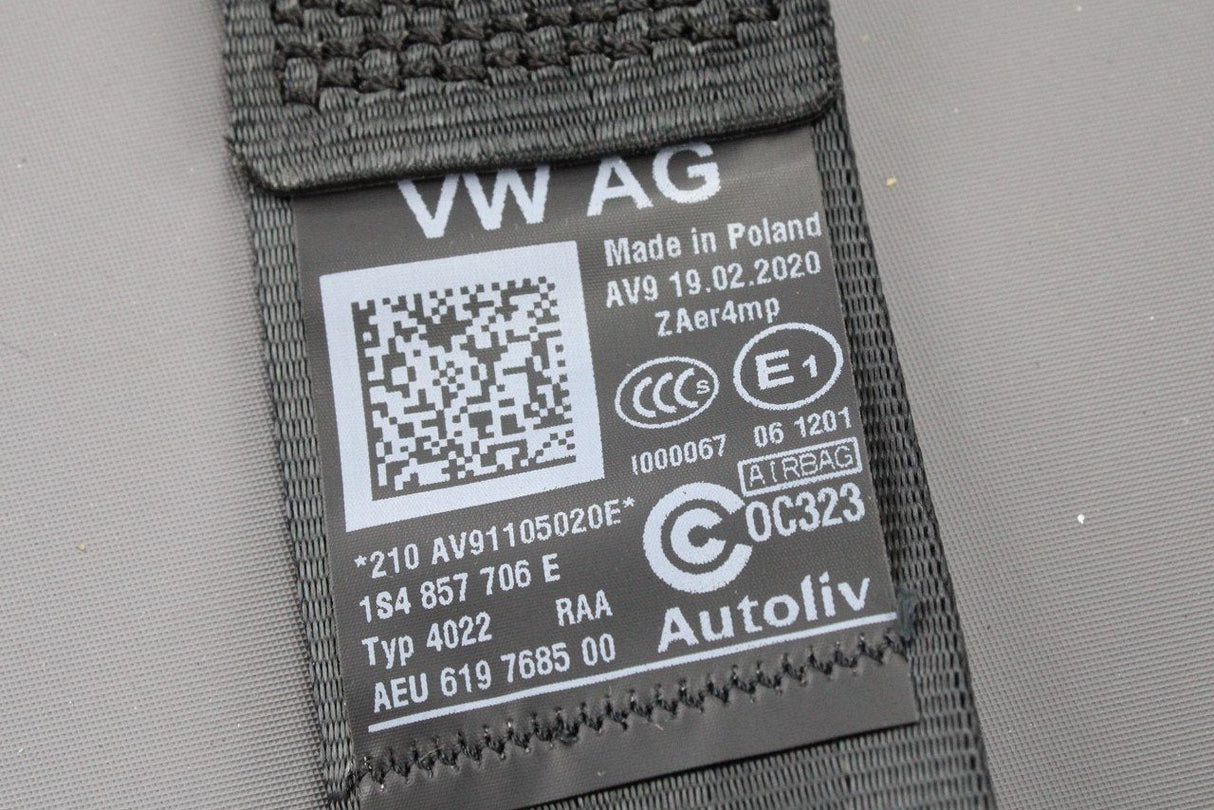 VW AG
Made in Poland
AV9 19.02.2020
ZAer4mp
CCC S
E1
I000067
06 1201
AIRBAG
C 0C323
*210 AV91105020E*
1S4 857 706 E
Typ 4022 RAA
AEU 619 7685 00
Autoliv